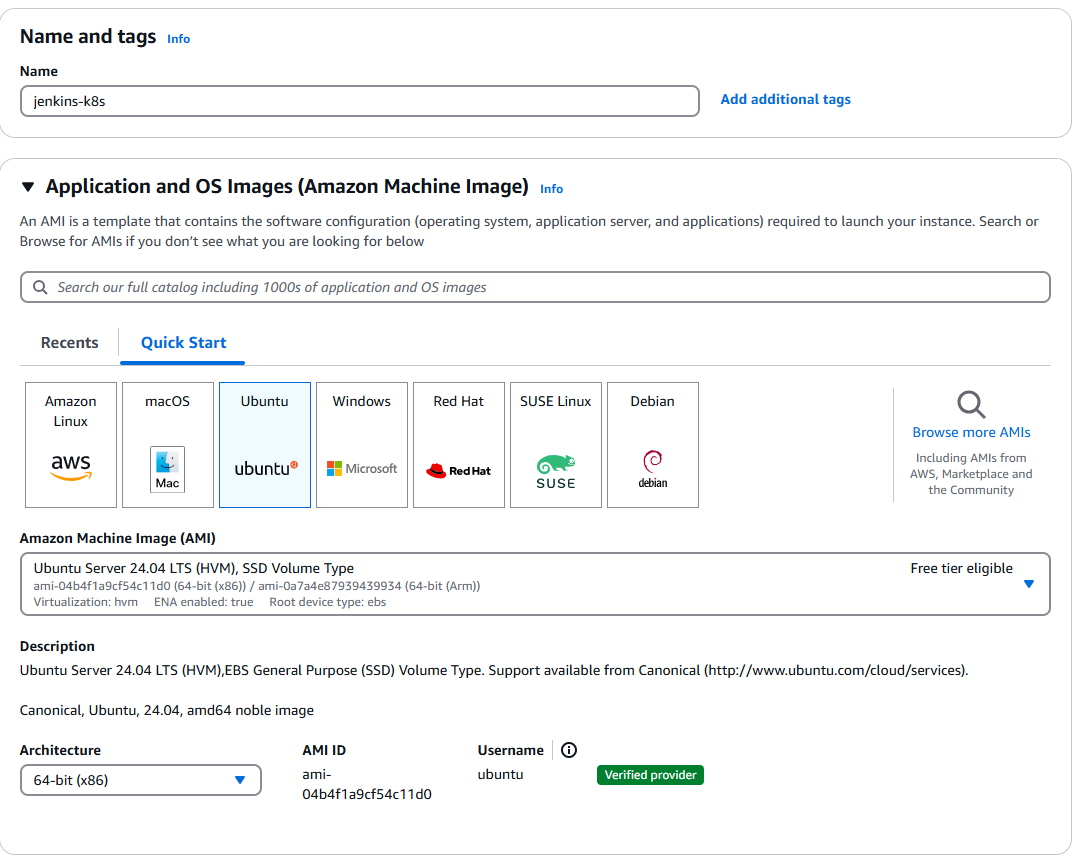 Name and tags Info
Name
jenkins-k8s
Add additional tags
Application and OS Images (Amazon Machine Image) Info
An AMI is a template that contains the software configuration (operating system, application server, and applications) required to launch your instance. Search or
Browse for AMIs if you don’t see what you are looking for below
Search our full catalog including 1000s of application and OS images
Recents
Quick Start
Amazon
Linux
aws
macOS
Mac
Ubuntu
ubuntu
Windows
Microsoft
Red Hat
Red Hat
SUSE Linux
SUSE
Debian
debian
Browse more AMIs
Including AMIs from
AWS, Marketplace and
the Community
Amazon Machine Image (AMI)
Ubuntu Server 24.04 LTS (HVM), SSD Volume Type
Free tier eligible
ami-04b4f1a9cf54c11d0 (64-bit (x86)) / ami-0a7a4e87939439934 (64-bit (Arm))
Virtualization: hvm ENA enabled: true Root device type: ebs
Description
Ubuntu Server 24.04 LTS (HVM),EBS General Purpose (SSD) Volume Type. Support available from Canonical (http://www.ubuntu.com/cloud/services).
Canonical, Ubuntu, 24.04, amd64 noble image
Architecture
64-bit (x86)
AMI ID
ami-
04b4f1a9cf54c11d0
Username
ubuntu
Verified provider